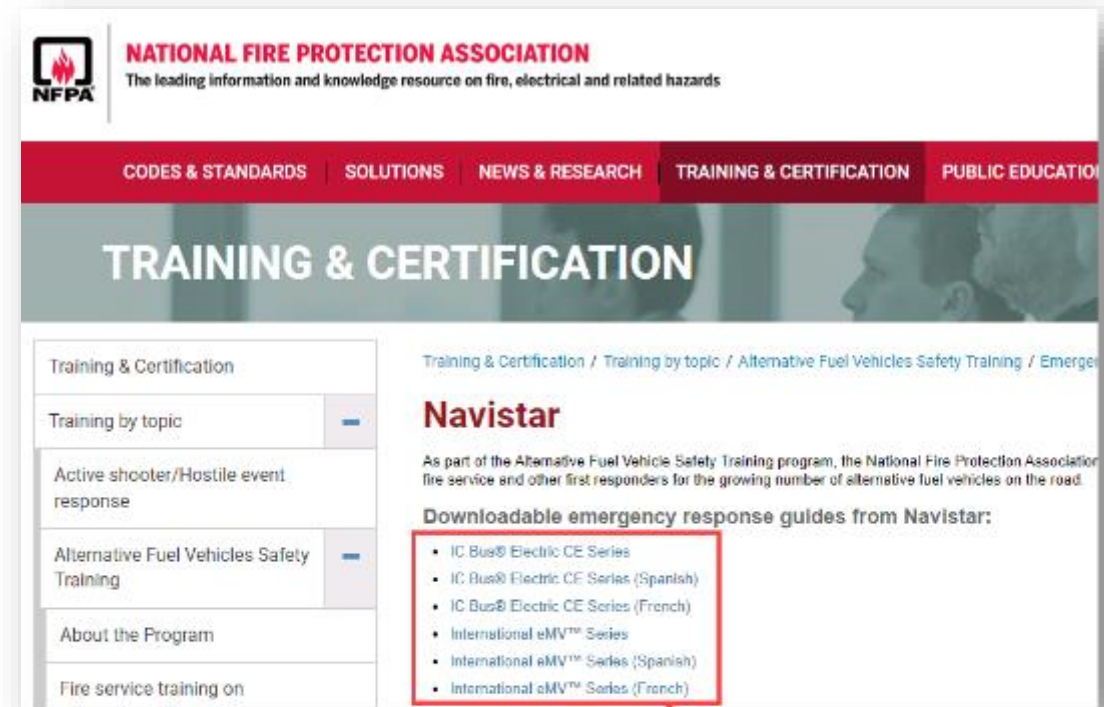 NFPA
NATIONAL FIRE PROTECTION ASSOCIATION
The leading information and knowledge resource on fire, electrical and related hazards
CODES & STANDARDS
SOLUTIONS
NEWS & RESEARCH
TRAINING & CERTIFICATION
PUBLIC EDUCATIO
TRAINING & CERTIFICATION
Training & Certification
Training by topic
Active shooter/Hostile event
response
Alternative Fuel Vehicles Safety
Training
About the Program
Fire service training on
Training & Certification / Training by topic / Alternative Fuel Vehicles Safety Training / Emerge
Navistar
As part of the Alternative Fuel Vehicle Safety Training program, the National Fire Protection Association
fire service and other first responders for the growing number of alternative fuel vehicles on the road.
Downloadable emergency response guides from Navistar:
• IC Bus® Electric CE Series
• IC Bus® Electric CE Series (Spanish)
• IC Bus® Electric CE Series (French)
• International eMV™ Series
• International eMV™ Series (Spanish)
• International eMV™ Series (French)